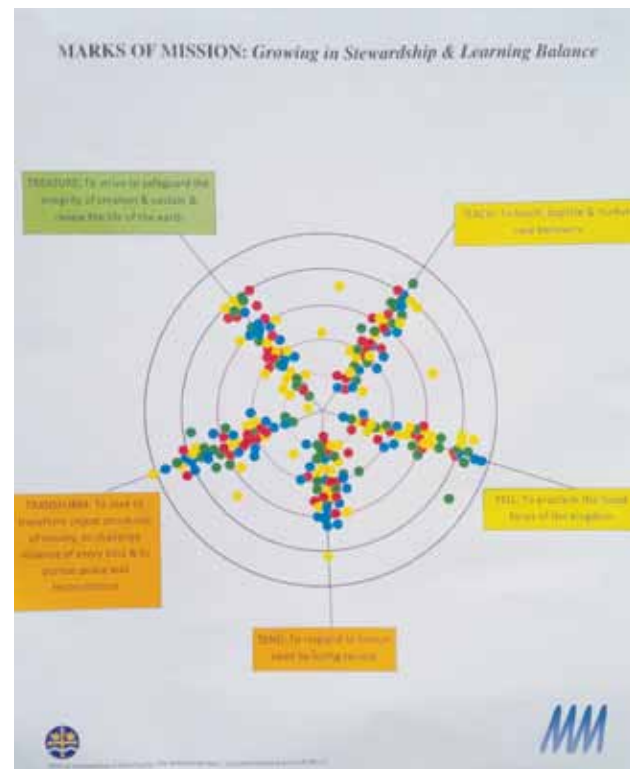 MARKS OF MISSION: Growing in Stewardship & Learning Balance
TREASURE: To strive to safeguard the
integrity of creation & sustain &
renew the life of the earth
TEACH: To teach, baptise & nurture
new believers
TRANSFORM: To seek to
transform unjust structures
of society, to challenge
violence of every kind & to
pursue peace and
reconciliation
TELL: To proclaim the Good
News of the Kingdom
TEND: To respond to human
need by loving service
MM